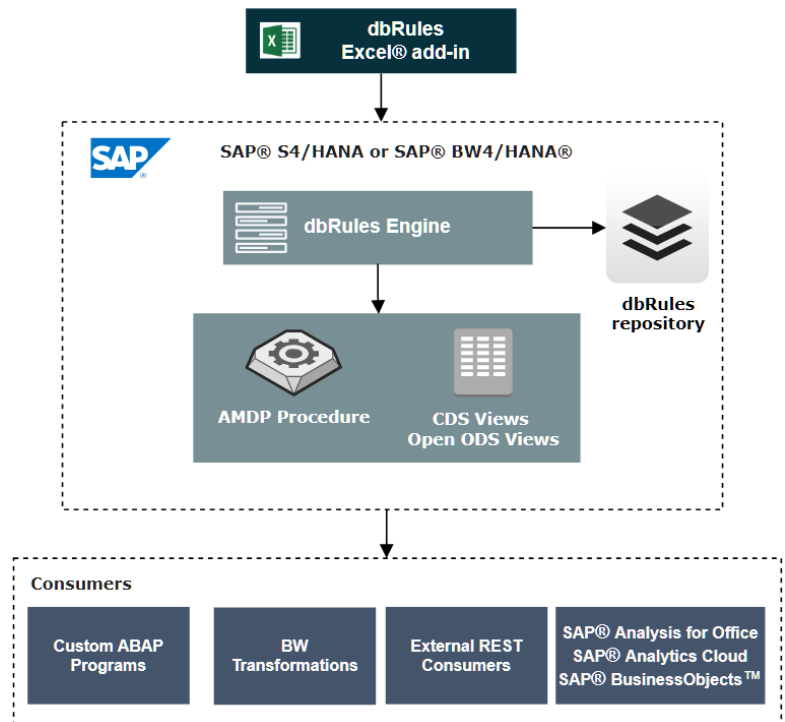 dbRules
Excel® add-in
SAP
®
SAP® S4/HANA or SAP® BW4/HANA®
dbRules Engine
dbRules
repository
AMDP Procedure
CDS Views
Open ODS Views
Consumers
Custom ABAP
Programs
BW
Transformations
External REST
Consumers
SAP® Analysis for Office
SAP® Analytics Cloud
SAP® BusinessObjects™